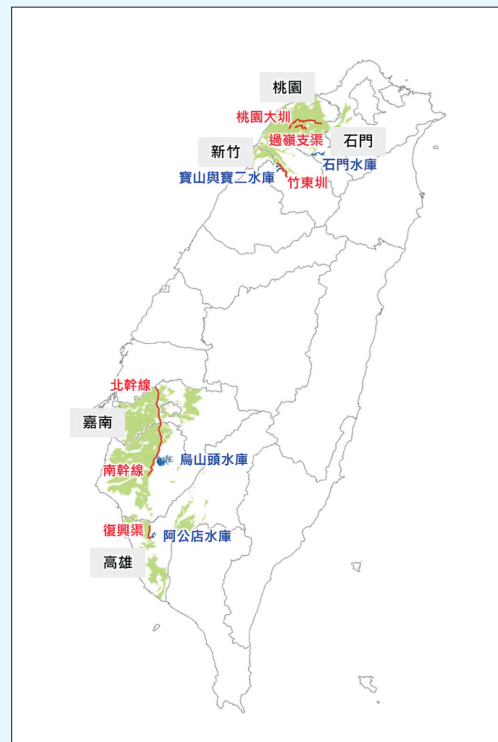 桃園
桃園大圳
過嶺支渠
石門
新竹
石門水庫
寶山與寶二水庫
竹東圳
北幹線
嘉南
烏山頭水庫
南幹線
復興渠
阿公店水庫
高雄